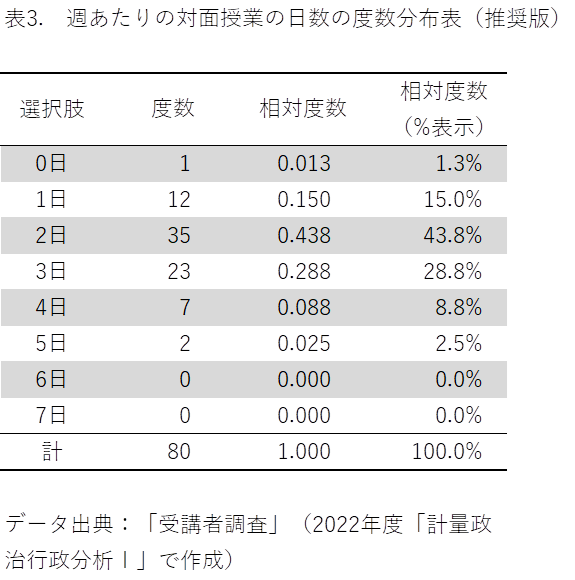 表3. 週あたりの対面授業の日数の度数分布表（推奨版）
選択肢 度数 相対度数 相対度数
（%表示）
0日 1 0.013 1.3%
1日 12 0.150 15.0%
2日 35 0.438 43.8%
3日 23 0.288 28.8%
4日 7 0.088 8.8%
5日 2 0.025 2.5%
6日 0 0.000 0.0%
7日 0 0.000 0.0%
計 80 1.000 100.0%
データ出典：「受講者調査」（2022年度「計量政
治行政分析Ⅰ」で作成）